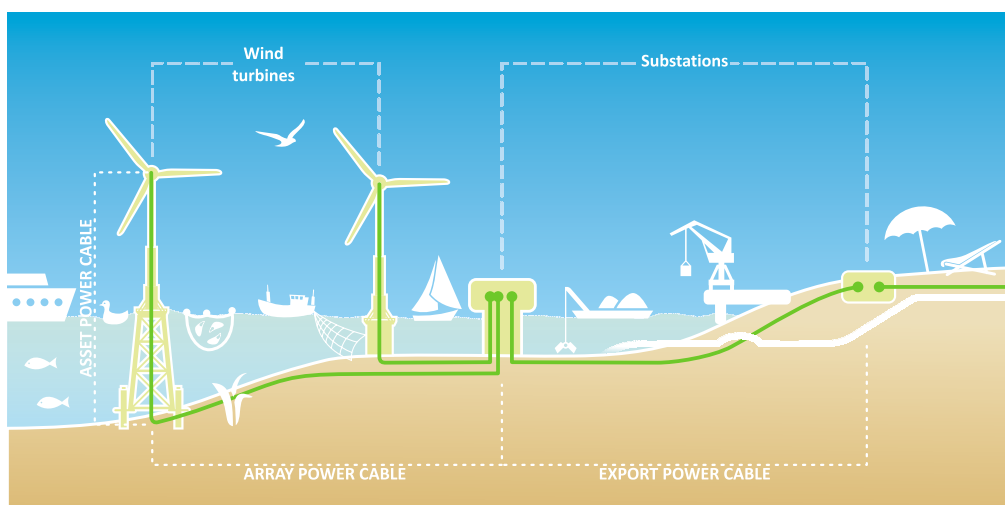 Wind
turbines
Substations
ASSET POWER CABLE
ARRAY POWER CABLE
EXPORT POWER CABLE